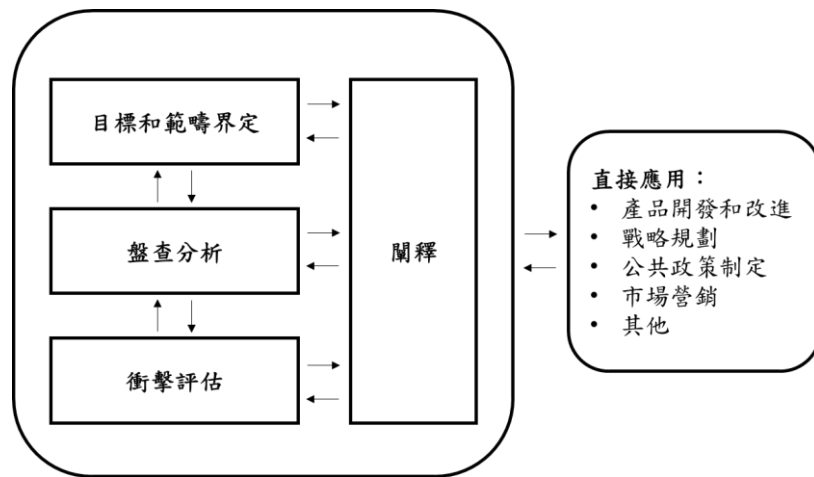 目標和範疇界定
盤查分析
衝擊評估
闡釋
直接應用：
• 產品開發和改進
• 戰略規劃
• 公共政策制定
• 市場營銷
• 其他